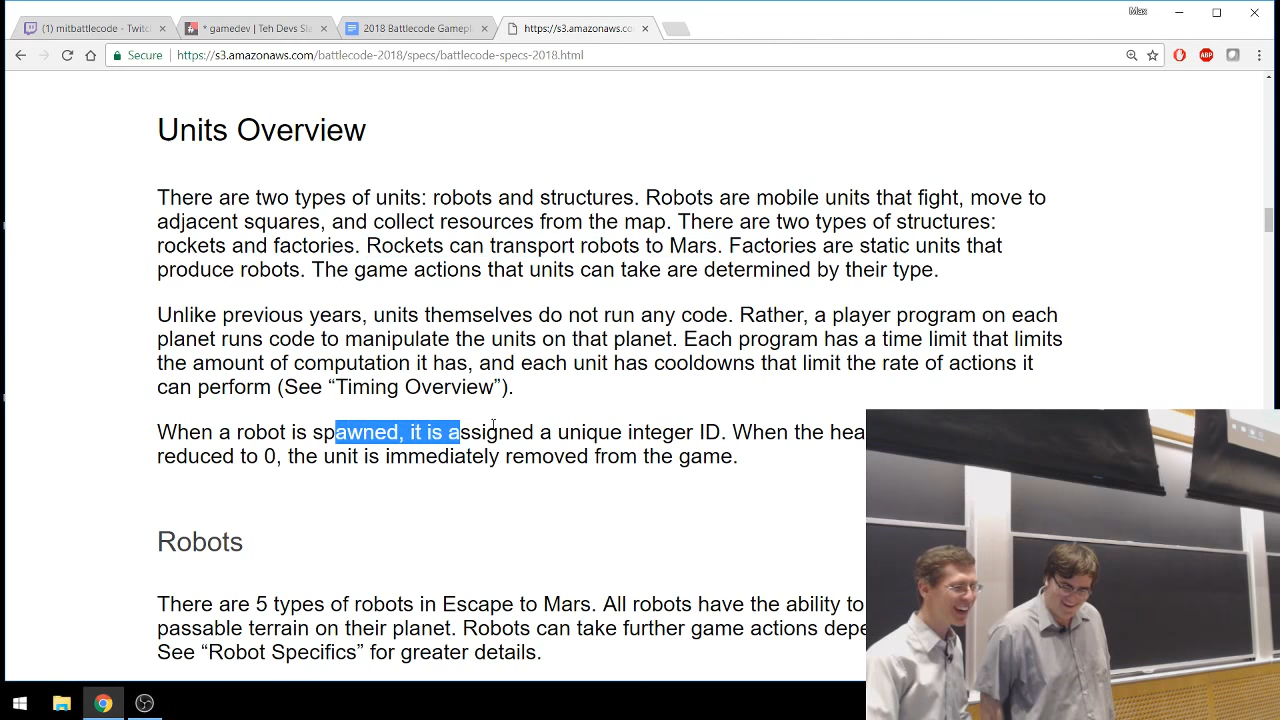 Max
(1) mitbattlecode - Twitc
* gamedev | Teh Devs Sla
2018 Battlecode Gamepl
https://s3.amazonaws.co
Secure
https://s3.amazonaws.com/battlecode-2018/specs/battlecode-specs-2018.html
ABP
Units Overview
There are two types of units: robots and structures. Robots are mobile units that fight, move to
adjacent squares, and collect resources from the map. There are two types of structures:
rockets and factories. Rockets can transport robots to Mars. Factories are static units that
produce robots. The game actions that units can take are determined by their type.
Unlike previous years, units themselves do not run any code. Rather, a player program on each
planet runs code to manipulate the units on that planet. Each program has a time limit that limits
the amount of computation it has, and each unit has cooldowns that limit the rate of actions it
can perform (See “Timing Overview”).
When a robot is spawned, it is assigned a unique integer ID. When the hea
reduced to 0, the unit is immediately removed from the game.
Robots
There are 5 types of robots in Escape to Mars. All robots have the ability to
passable terrain on their planet. Robots can take further game actions depe
See “Robot Specifics” for greater details.